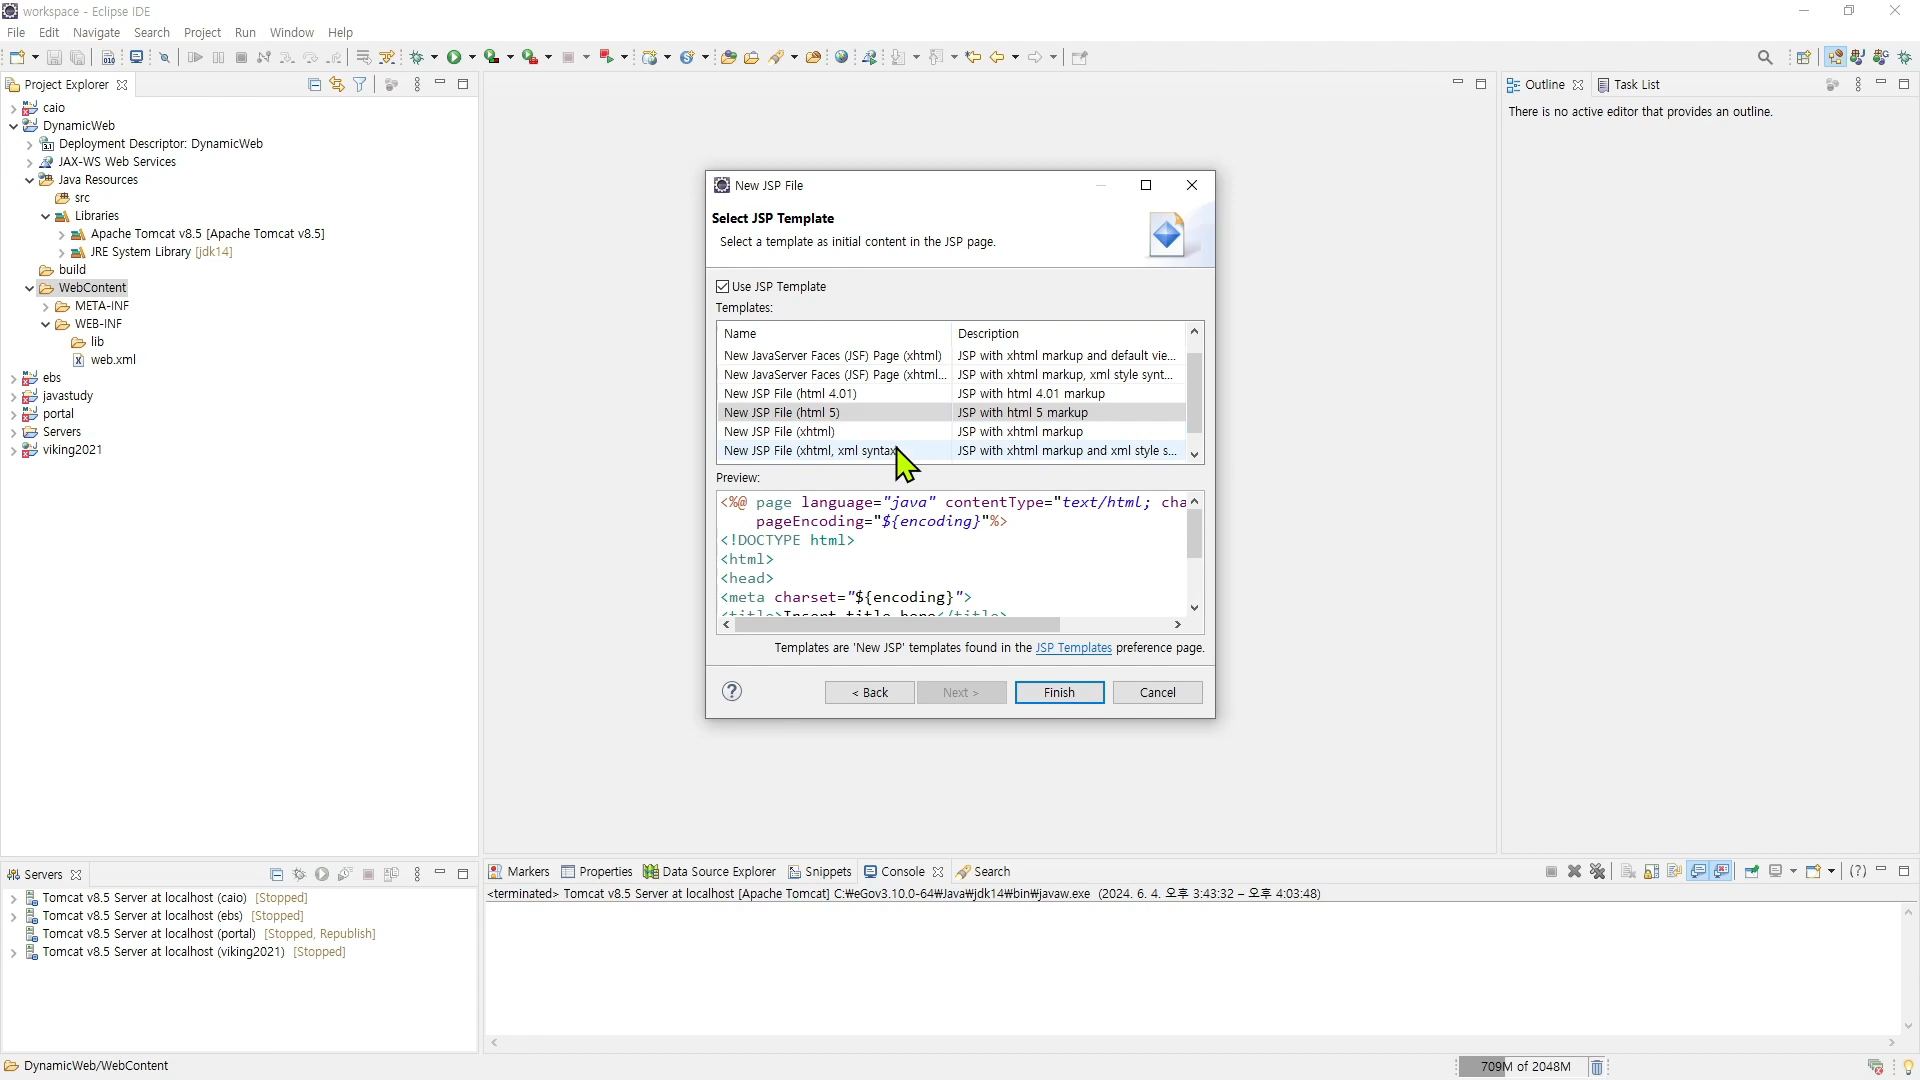 workspace - Eclipse IDE
File Edit Navigate Search Project Run Window Help
Project Explorer
caio
DynamicWeb
Deployment Descriptor: DynamicWeb
JAX-WS Web Services
Java Resources
src
Libraries
Apache Tomcat v8.5 [Apache Tomcat v8.5]
JRE System Library [jdk14]
build
WebContent
META-INF
WEB-INF
lib
web.xml
ebs
javastudy
portal
Servers
viking2021
New JSP File
Select JSP Template
Select a template as initial content in the JSP page.
Use JSP Template
Templates:
Name Description
New JavaServer Faces (JSF) Page (xhtml) JSP with xhtml markup and default vie...
New JavaServer Faces (JSF) Page (xhtml... JSP with xhtml markup, xml style synt...
New JSP File (html 4.01) JSP with html 4.01 markup
New JSP File (html 5) JSP with html 5 markup
New JSP File (xhtml) JSP with xhtml markup
New JSP File (xhtml, xml syntax JSP with xhtml markup and xml style s...
Preview:
<%@ page language="java" contentType="text/html; cha
pageEncoding="${encoding}"%>
<!DOCTYPE html>
<html>
<head>
<meta charset="${encoding}">
<title>Insert title here</title>
Templates are 'New JSP' templates found in the JSP Templates preference page.
< Back Next > Finish Cancel
Outline Task List
There is no active editor that provides an outline.
Servers
Tomcat v8.5 Server at localhost (caio) [Stopped]
Tomcat v8.5 Server at localhost (ebs) [Stopped]
Tomcat v8.5 Server at localhost (portal) [Stopped, Republish]
Tomcat v8.5 Server at localhost (viking2021) [Stopped]
Markers Properties Data Source Explorer Snippets Console Search
<terminated> Tomcat v8.5 Server at localhost [Apache Tomcat] C:₩eGov3.10.0-64₩Java₩jdk14₩bin₩javaw.exe (2024. 6. 4. 오후 3:43:32 – 오후 4:03:48)
DynamicWeb/WebContent
709M of 2048M